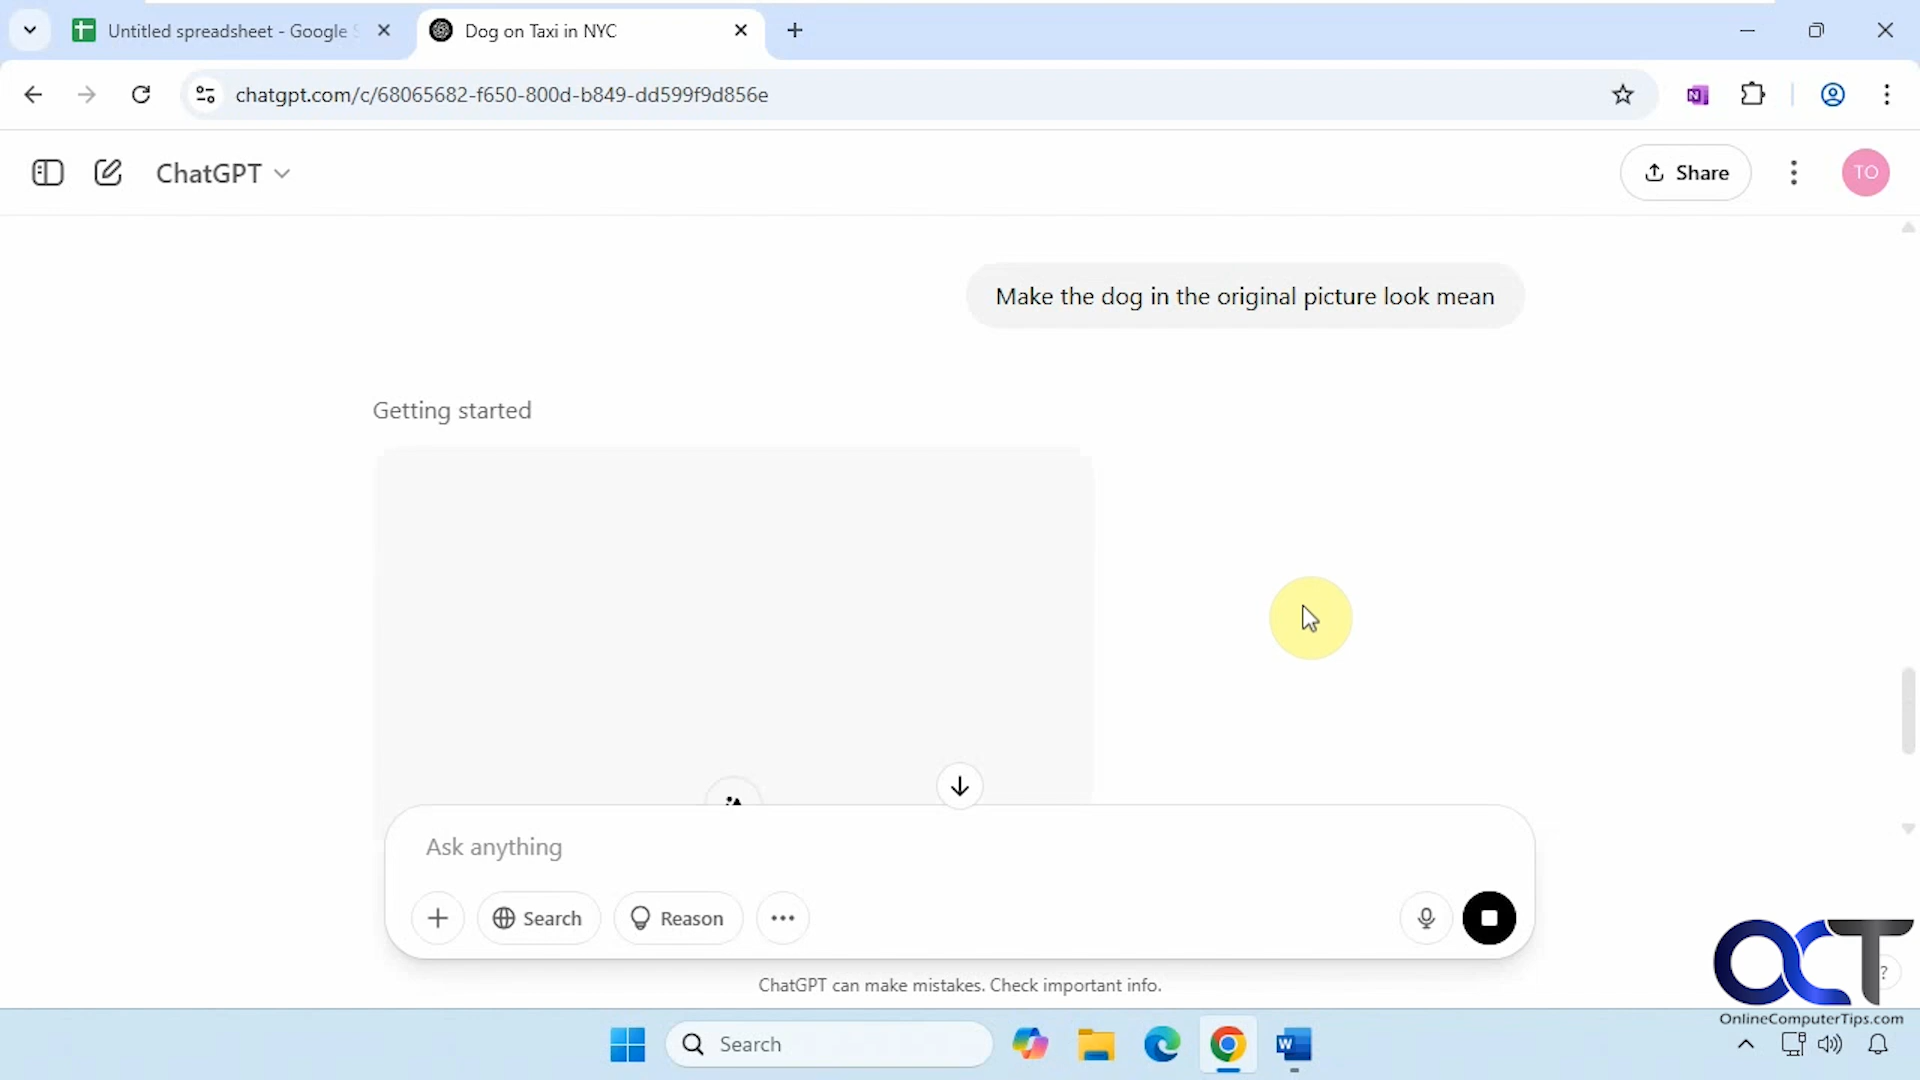 Untitled spreadsheet - Google
Dog on Taxi in NYC
chatgpt.com/c/68065682-f650-800d-b849-dd599f9d856e
ChatGPT
Share
TO
Make the dog in the original picture look mean
Getting started
Ask anything
Search
Reason
ChatGPT can make mistakes. Check important info.
?
OCT
OnlineComputerTips.com
Search